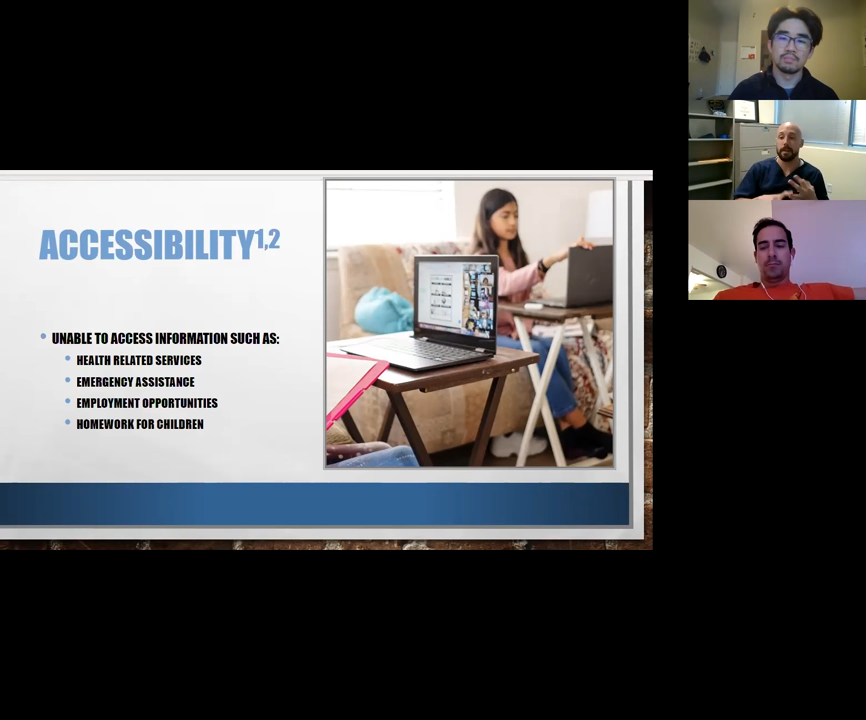 ACCESSIBILITY1,2
UNABLE TO ACCESS INFORMATION SUCH AS:
HEALTH RELATED SERVICES
EMERGENCY ASSISTANCE
EMPLOYMENT OPPORTUNITIES
HOMEWORK FOR CHILDREN